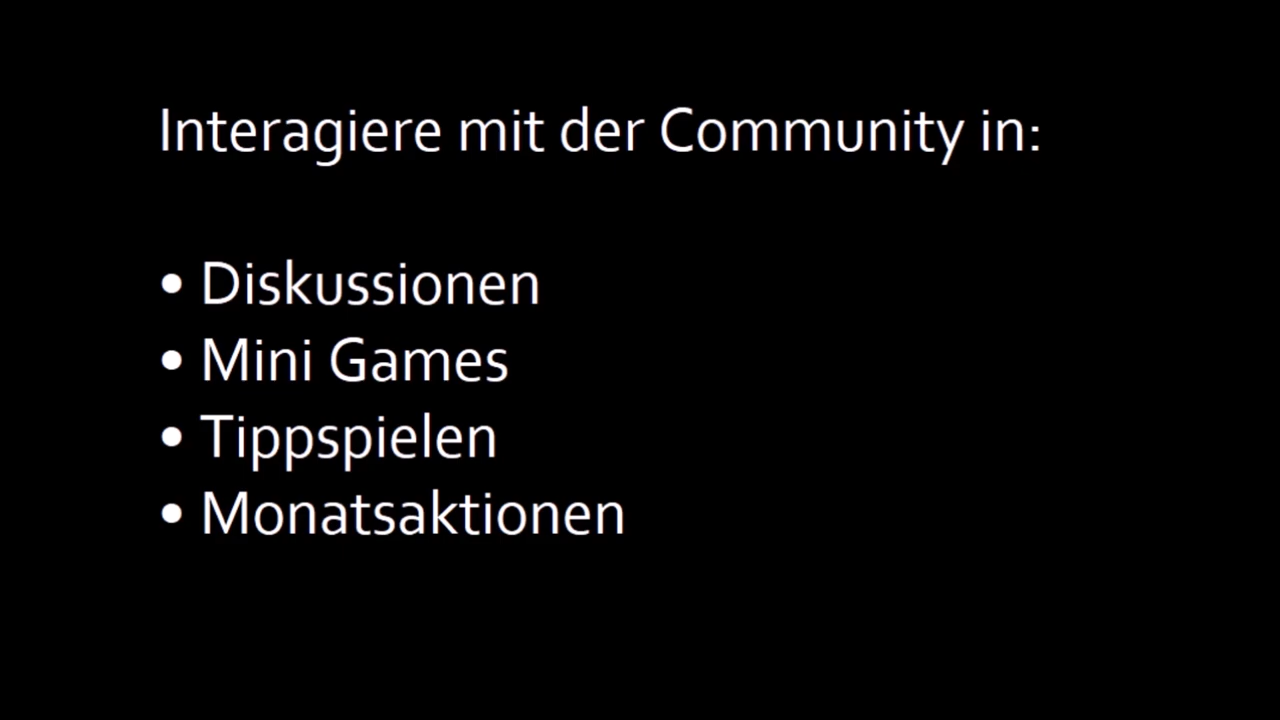 Interagiere mit der Community in:
• Diskussionen
• Mini Games
• Tippspielen
• Monatsaktionen